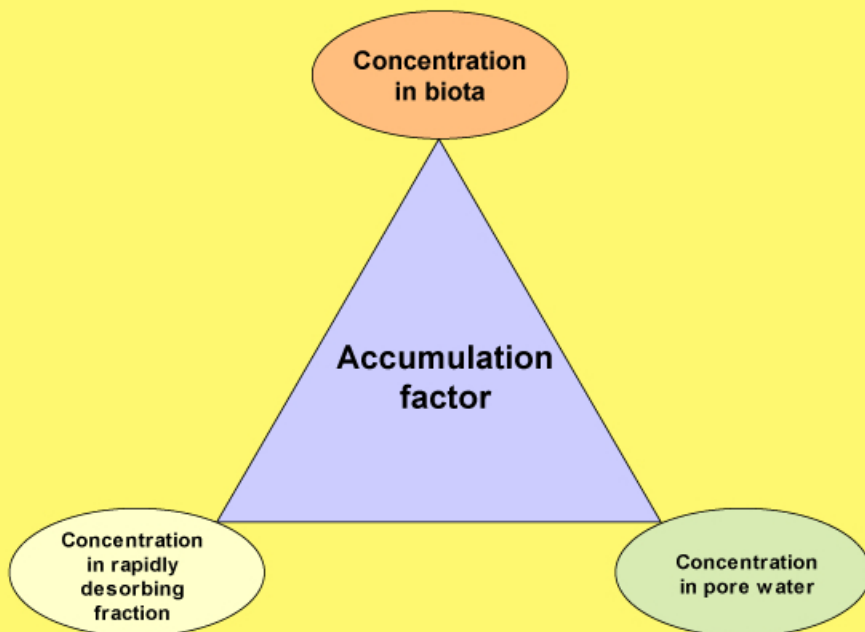 Concentration
in biota
Accumulation
factor
Concentration
in rapidly
desorbing
fraction
Concentration
in pore water